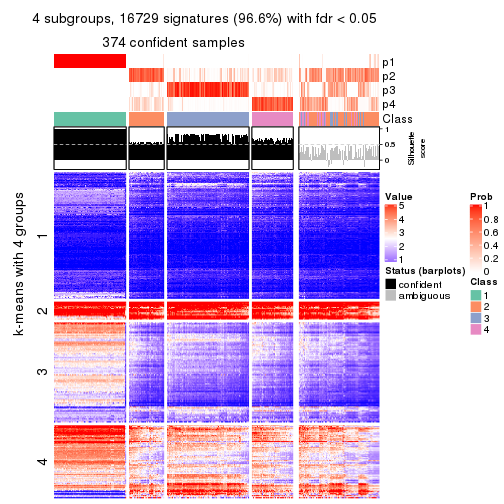 4 subgroups, 16729 signatures (96.6%) with fdr < 0.05
374 confident samples
p1
p2
p3
p4
Class
1
0.5
0
Silhouette
score
k-means with 4 groups
1
2
3
4
Value
5
4
3
2
1
Status (barplots)
confident
ambiguous
Prob
1
0.8
0.6
0.4
0.2
0
Class
1
2
3
4